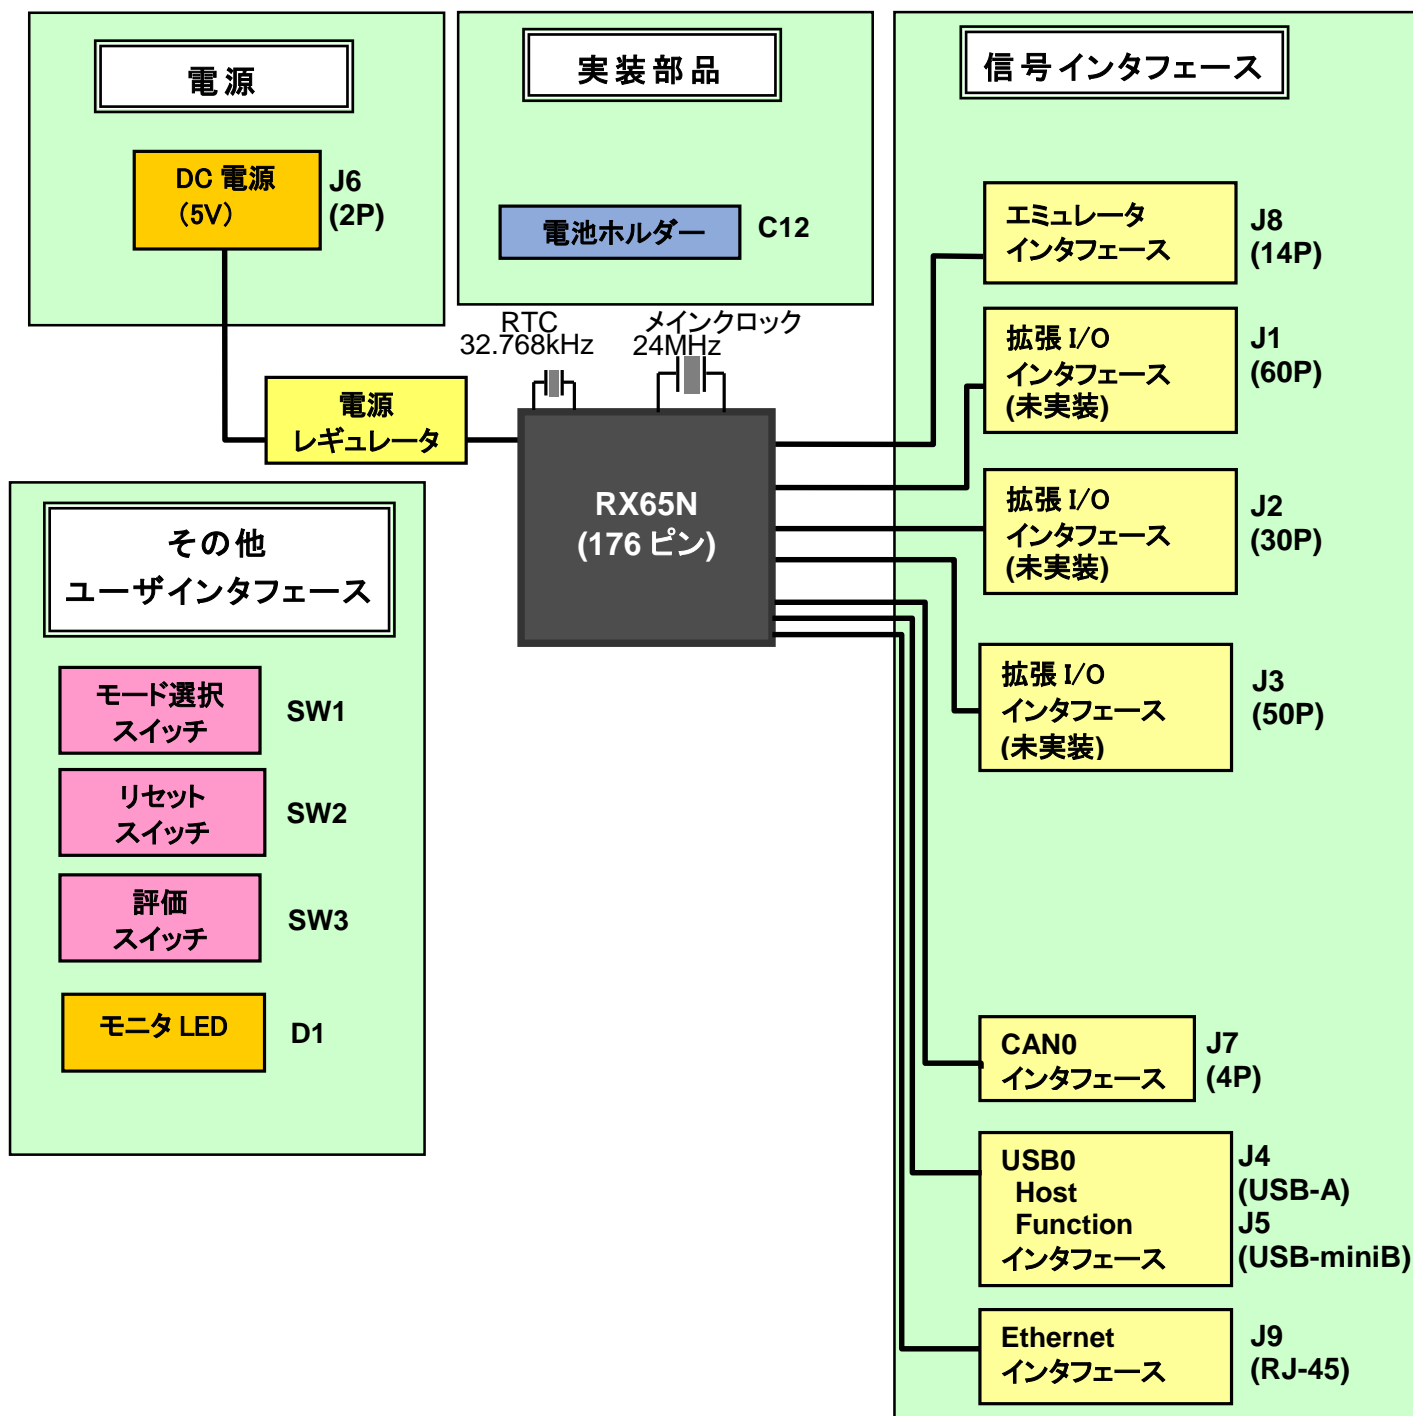 電源
DC 電源
(5V)
J6
(2P)
実装部品
電池ホルダー
C12
信号インタフェース
エミュレータ
インタフェース
J8
(14P)
拡張 I/O
インタフェース
(未実装)
J1
(60P)
拡張 I/O
インタフェース
(未実装)
J2
(30P)
拡張 I/O
インタフェース
(未実装)
J3
(50P)
CAN0
インタフェース
J7
(4P)
USB0
Host
Function
インタフェース
J4
(USB-A)
J5
(USB-miniB)
Ethernet
インタフェース
J9
(RJ-45)
RTC
32.768kHz
メインクロック
24MHz
電源
レギュレータ
RX65N
(176 ピン)
その他
ユーザインタフェース
モード選択
スイッチ
SW1
リセット
スイッチ
SW2
評価
スイッチ
SW3
モニタ LED
D1